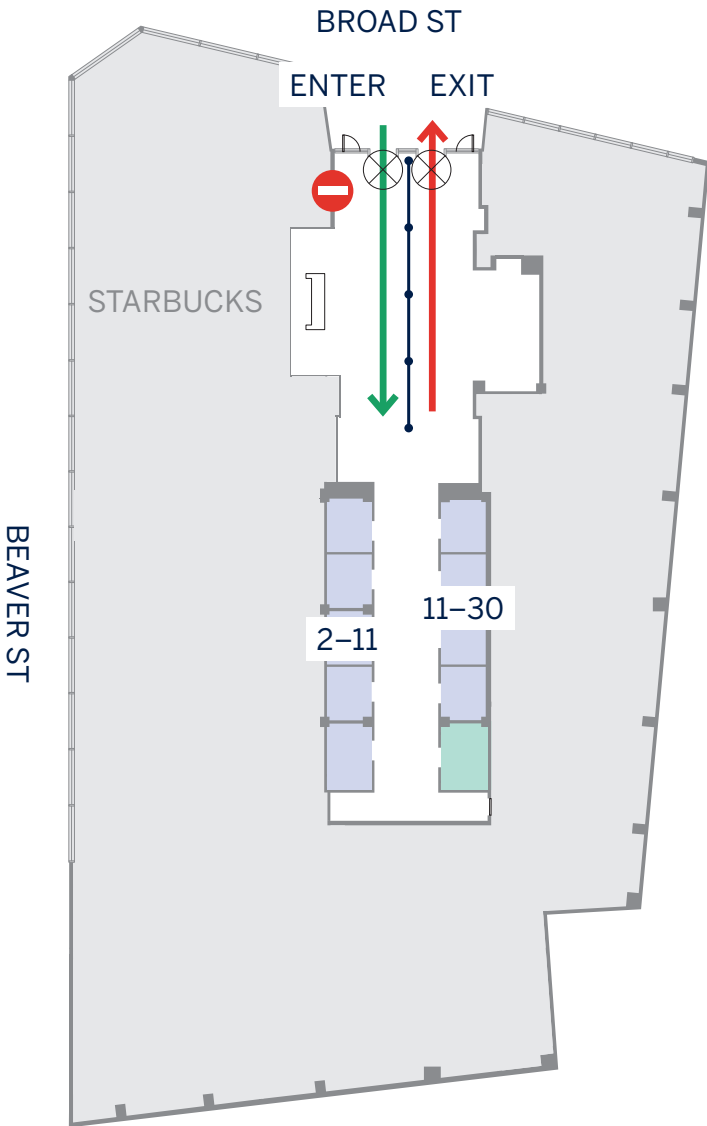 BROAD ST
ENTER
EXIT
STARBUCKS
BEAVER ST
11–30
2–11